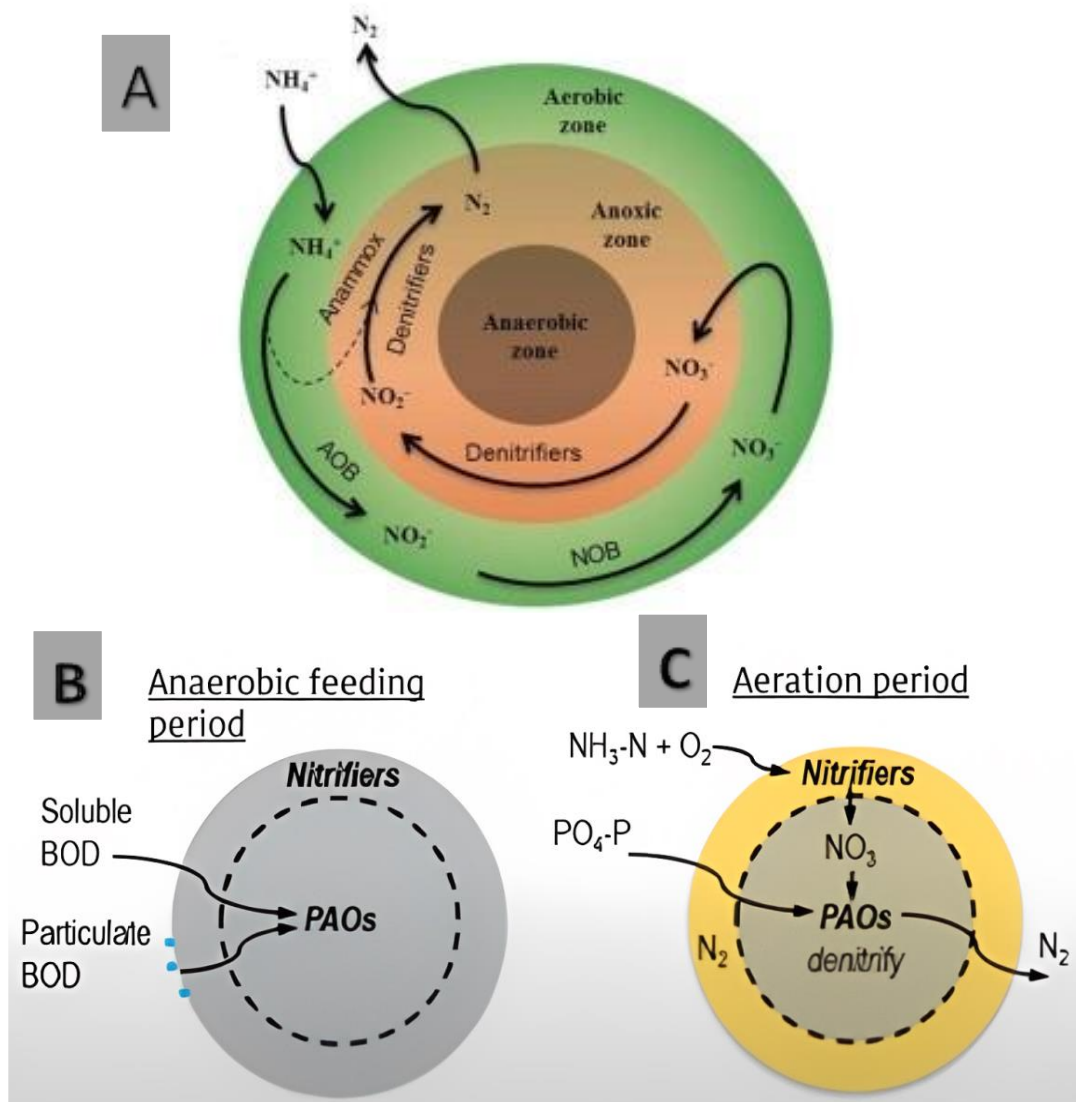 A
N₂
NH₄⁺
Aerobic
zone
N₂
Anoxic
zone
NH₄⁺
Anammox
Denitrifiers
Anaerobic
zone
NO₃⁻
NO₂⁻
Denitrifiers
NO₃⁻
AOB
NO₂⁻
NOB
B
Anaerobic feeding
period
Nitrifiers
Soluble
BOD
PAOs
Particulate
BOD
C
Aeration period
NH₃-N + O₂
Nitrifiers
PO₄-P
NO₃
PAOs
N₂
denitrify
N₂